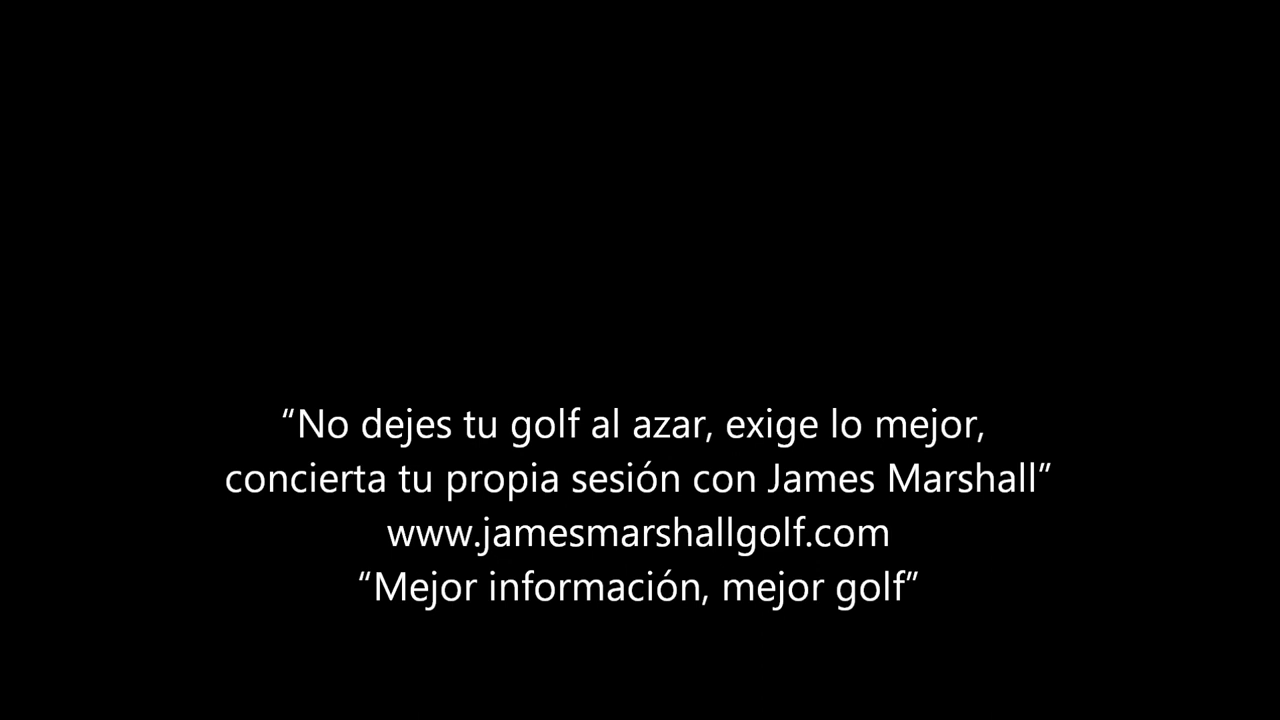 “No dejes tu golf al azar, exige lo mejor,
concierta tu propia sesión con James Marshall”
www.jamesmarshallgolf.com
“Mejor información, mejor golf”